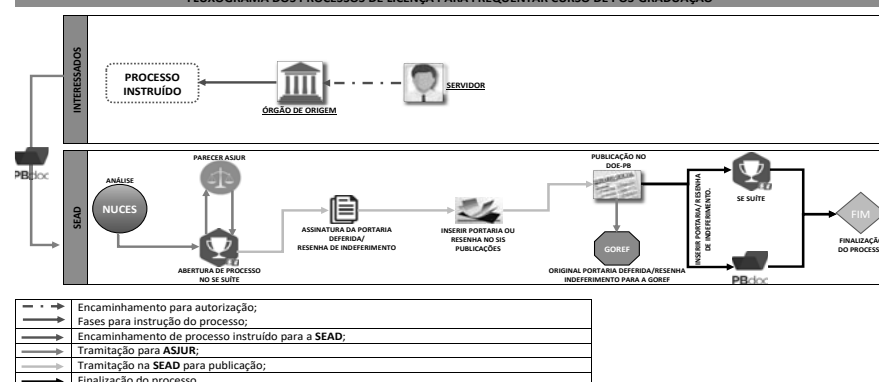 FLUXOGRAMA DOS PROCESSOS DE LICENÇA PARA FREQUENTAR CURSO DE PÓS-GRADUAÇÃO
INTERESSADOS
PROCESSO
INSTRUÍDO
ÓRGÃO DE ORIGEM
SERVIDOR
PBdoc
SEAD
ANÁLISE
NUCES
PARECER ASJUR
ABERTURA DE PROCESSO
NO SE SUÍTE
ASSINATURA DA PORTARIA
DEFERIDA/
RESENHA DE INDEFERIMENTO
INSERIR PORTARIA OU
RESENHA NO SIS
PUBLICAÇÕES
PUBLICAÇÃO NO
DOE-PB
GOREF
ORIGINAL PORTARIA DEFERIDA/RESENHA
INDEFERIMENTO PARA A GOREF
INSERIR PORTARIA/RESENHA
DE INDEFERIMENTO.
SE SUÍTE
PBdoc
FIM
FINALIZAÇÃO
DO PROCESS
Encaminhamento para autorização;
Fases para instrução do processo;
Encaminhamento de processo instruído para a SEAD;
Tramitação para ASJUR;
Tramitação na SEAD para publicação;
Finalização do processo